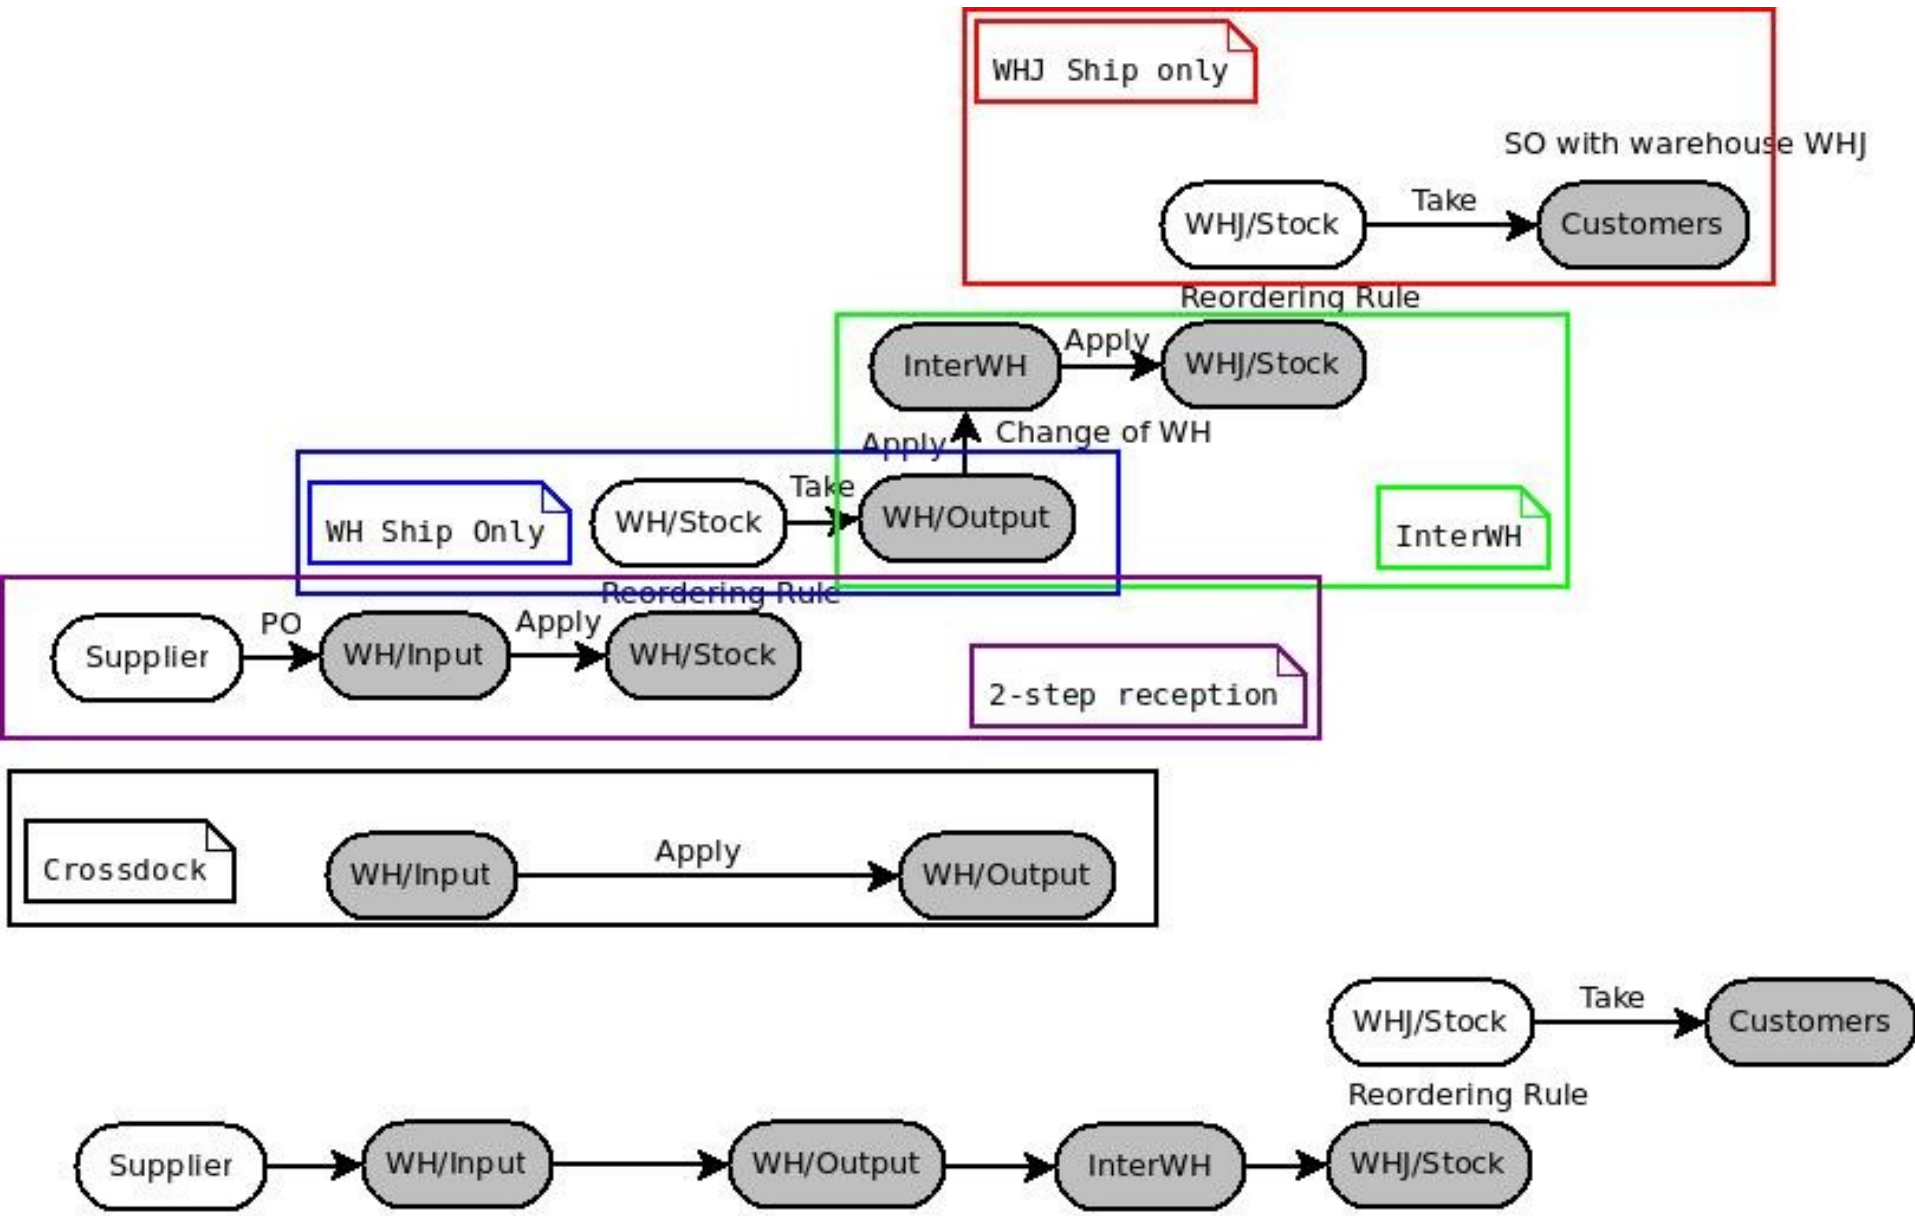 WHJ Ship only
SO with warehouse WHJ
WHJ/Stock
Take
Customers
Reordering Rule
InterWH
Apply
WHJ/Stock
Apply
Change of WH
WH Ship Only
WH/Stock
Take
WH/Output
InterWH
Reordering Rule
Supplier
PO
WH/Input
Apply
WH/Stock
2-step reception
Crossdock
WH/Input
Apply
WH/Output
WHJ/Stock
Take
Customers
Reordering Rule
Supplier
WH/Input
WH/Output
InterWH
WHJ/Stock